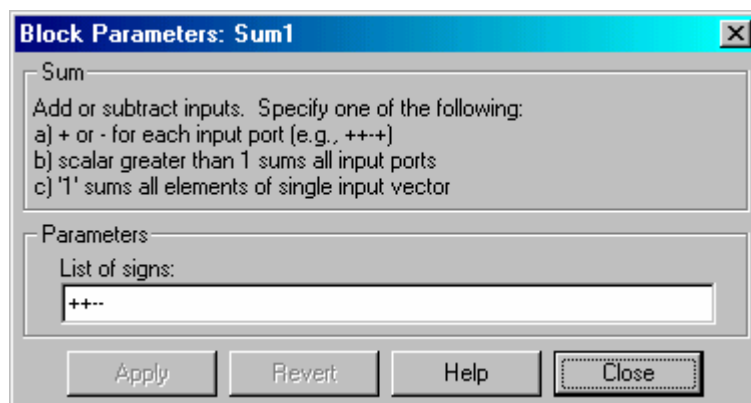 Block Parameters: Sum1
Sum
Add or subtract inputs. Specify one of the following:
a) + or - for each input port (e.g., ++-+)
b) scalar greater than 1 sums all input ports
c) '1' sums all elements of single input vector
Parameters
List of signs:
++--
Apply Revert Help Close